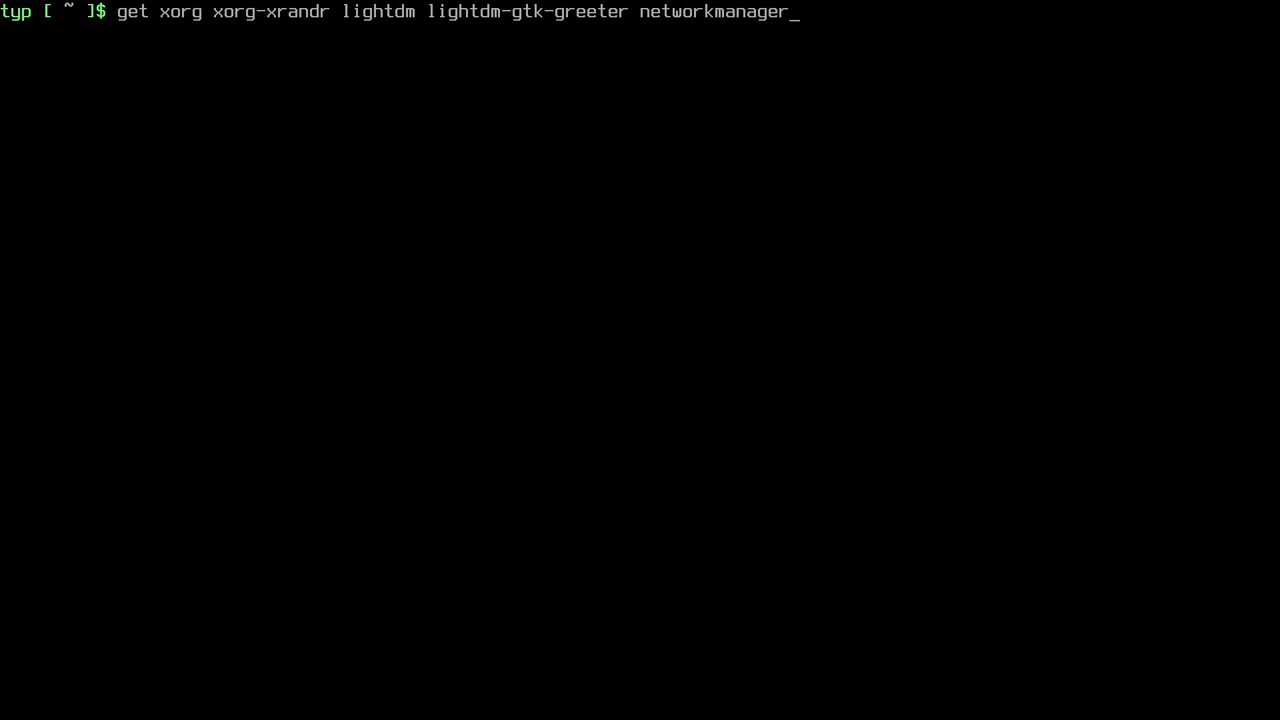 typ [ ~ ]$ get xorg xorg-xrandr lightdm lightdm-gtk-greeter networkmanager_